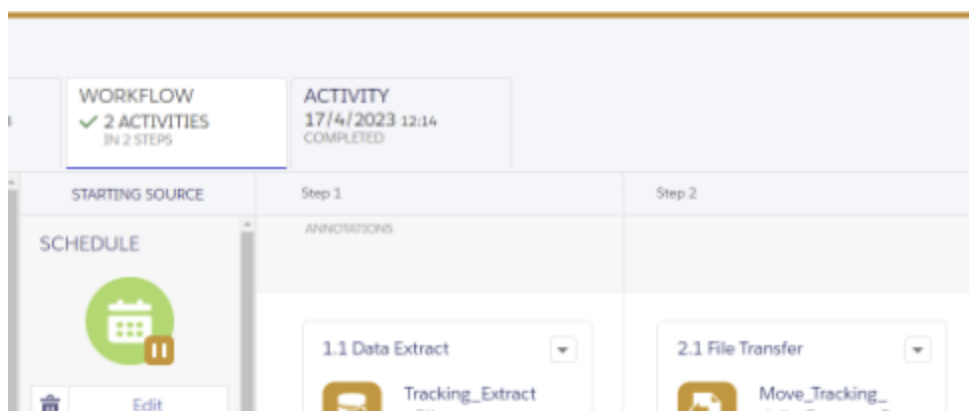 WORKFLOW
2 ACTIVITIES
IN 2 STEPS
ACTIVITY
17/4/2023 12:14
COMPLETED
STARTING SOURCE
Step 1
Step 2
SCHEDULE
ANNOTATIONS
1.1 Data Extract
2.1 File Transfer
Tracking_Extract
Move_Tracking_
Edit